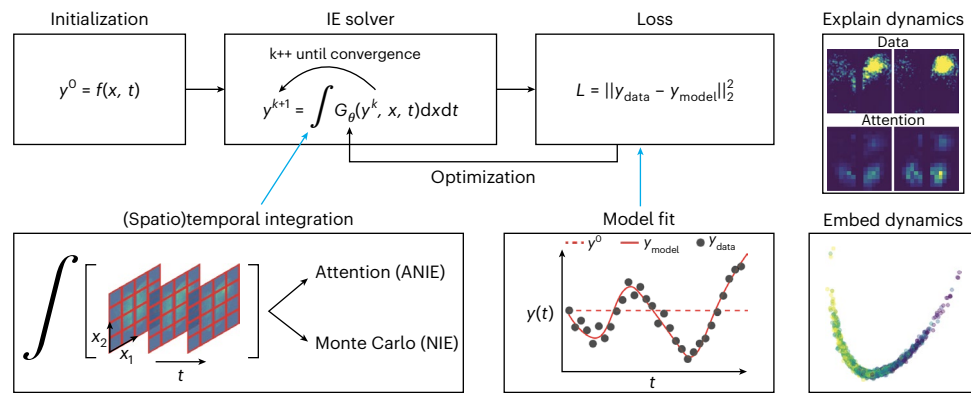 Initialization
IE solver
Loss
Explain dynamics
k++ until convergence
Data
y⁰ = f(x, t)
yᵏ⁺¹ = ∫ G_θ(yᵏ, x, t)dxdt
L = ||y_data − y_model||₂²
Attention
Optimization
(Spatio)temporal integration
Model fit
Embed dynamics
y⁰ y_model y_data
∫ [ ]
Attention (ANIE)
Monte Carlo (NIE)
x₂
x₁
t
y(t)
t